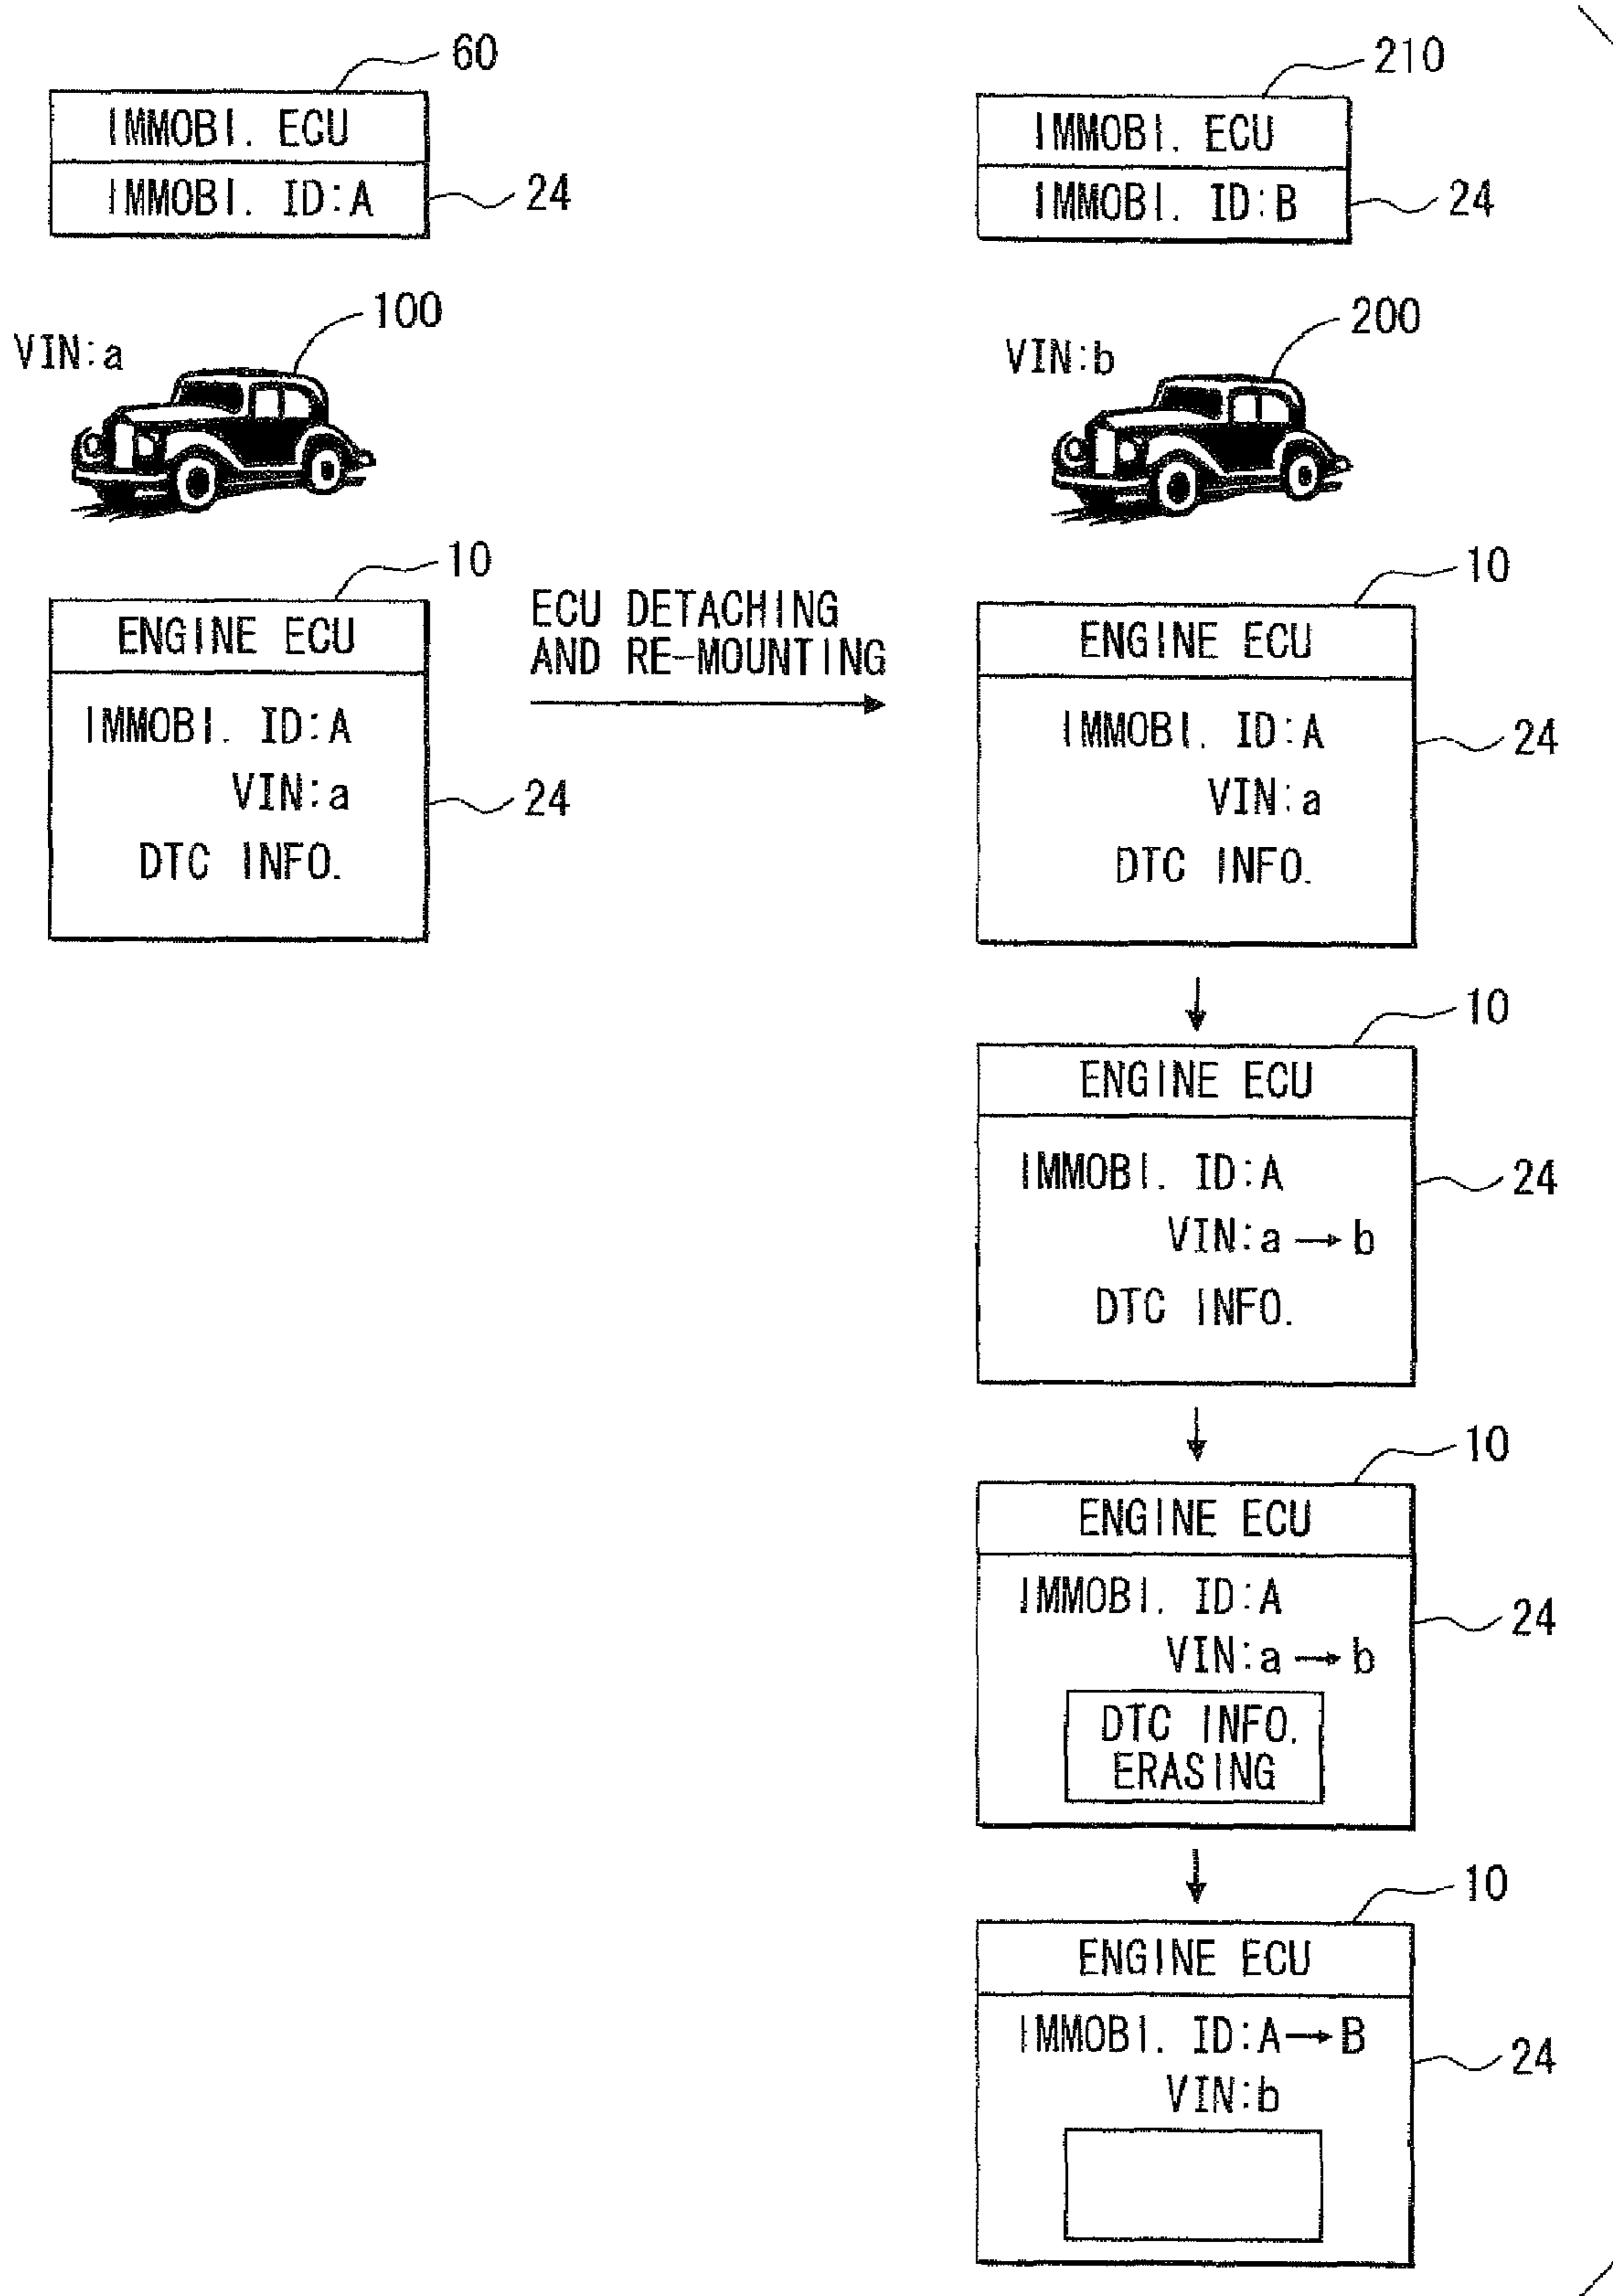 60
IMMOBI. ECU
IMMOBI. ID:A
24
VIN:a
100
10
ENGINE ECU
IMMOBI. ID:A
VIN:a
24
DTC INFO.
ECU DETACHING
AND RE-MOUNTING
210
IMMOBI. ECU
IMMOBI. ID:B
24
200
VIN:b
10
ENGINE ECU
IMMOBI. ID:A
24
VIN:a
DTC INFO.
10
ENGINE ECU
IMMOBI. ID:A
24
VIN:a→b
DTC INFO.
10
ENGINE ECU
IMMOBI. ID:A
24
VIN:a→b
DTC INFO.
ERASING
10
ENGINE ECU
IMMOBI. ID:A→B
24
VIN:b